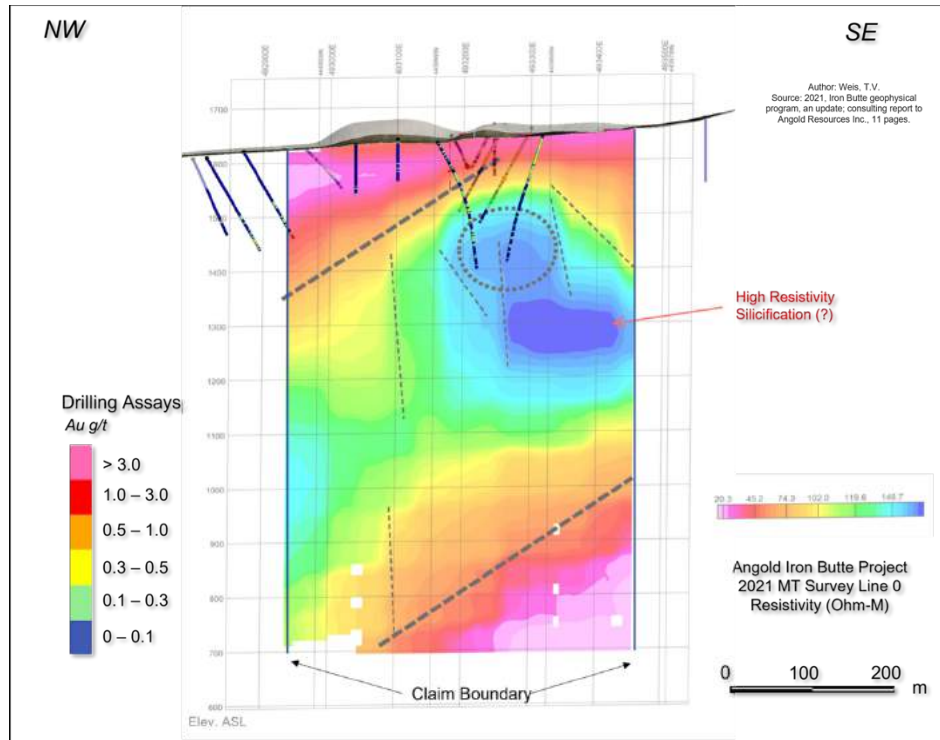 NW
SE
Author: Weis, T.V.
Source: 2021, Iron Butte geophysical
program, an update; consulting report to
Angold Resources Inc., 11 pages.
1700
1600
1500
1400
1300
1200
1100
1000
900
800
700
600
High Resistivity
Silicification (?)
Drilling Assays
Au g/t
> 3.0
1.0 – 3.0
0.5 – 1.0
0.3 – 0.5
0.1 – 0.3
0 – 0.1
20.3 45.2 74.3 102.0 119.6 146.7
Angold Iron Butte Project
2021 MT Survey Line 0
Resistivity (Ohm-M)
Claim Boundary
0 100 200 m
Elev. ASL